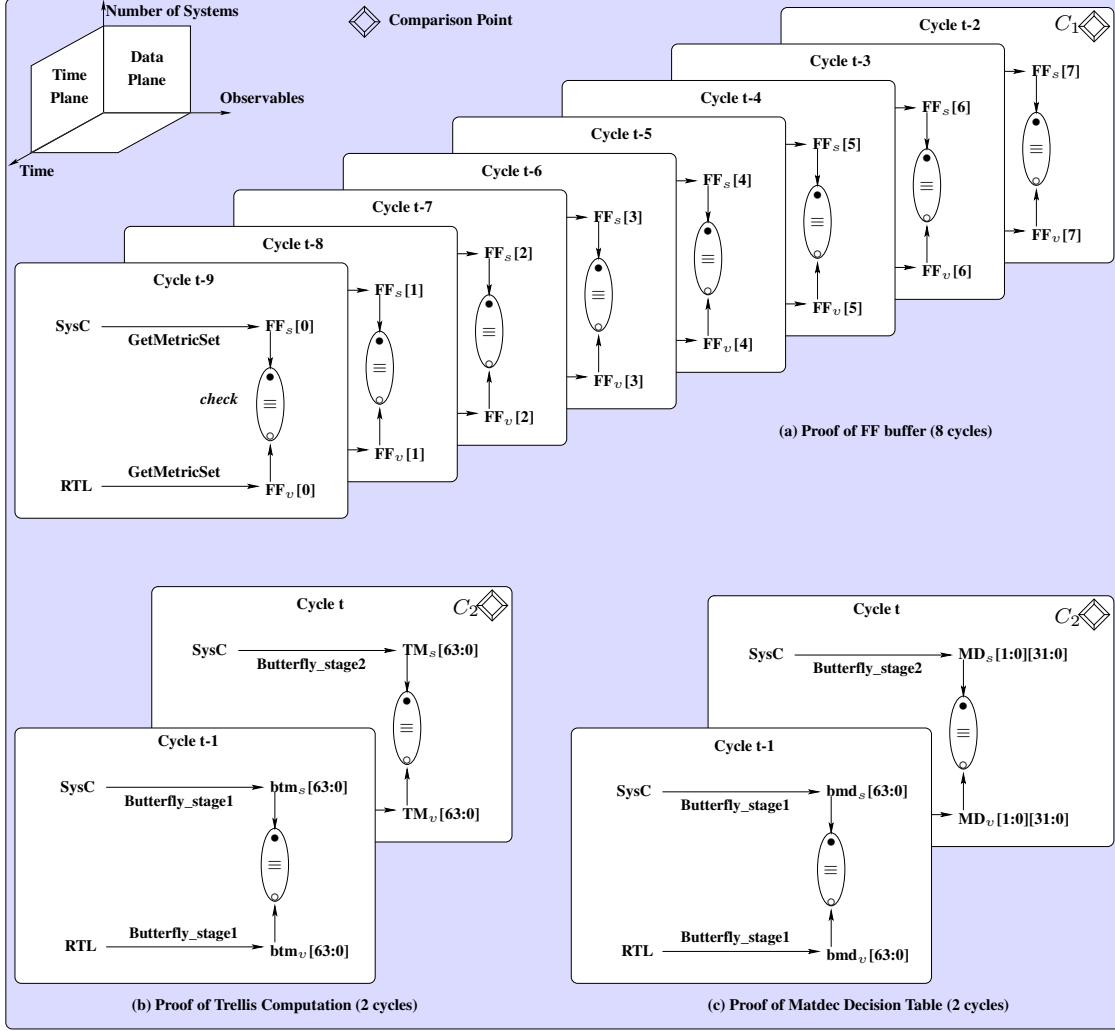 Number of Systems
Comparison Point
Data
Plane
Time
Plane
Observables
Time
Cycle t-2
C₁
Cycle t-3
FFₛ[7]
Cycle t-4
FFₛ[6]
Cycle t-5
FFₛ[5]
Cycle t-6
FFₛ[4]
Cycle t-7
FFₛ[3]
Cycle t-8
FFₛ[2]
Cycle t-9
FFₛ[1]
SysC
GetMetricSet
FFₛ[0]
check
≡
≡
≡
≡
≡
≡
≡
≡
RTL
GetMetricSet
FFᵥ[0]
FFᵥ[1]
FFᵥ[2]
FFᵥ[3]
FFᵥ[4]
FFᵥ[5]
FFᵥ[6]
FFᵥ[7]
(a) Proof of FF buffer (8 cycles)
Cycle t
C₂
SysC
Butterfly_stage2
TMₛ[63:0]
≡
TMᵥ[63:0]
Cycle t-1
SysC
Butterfly_stage1
btmₛ[63:0]
≡
RTL
Butterfly_stage1
btmᵥ[63:0]
(b) Proof of Trellis Computation (2 cycles)
Cycle t
C₂
SysC
Butterfly_stage2
MDₛ[1:0][31:0]
≡
MDᵥ[1:0][31:0]
Cycle t-1
SysC
Butterfly_stage1
bmdₛ[63:0]
≡
RTL
Butterfly_stage1
bmdᵥ[63:0]
(c) Proof of Matdec Decision Table (2 cycles)